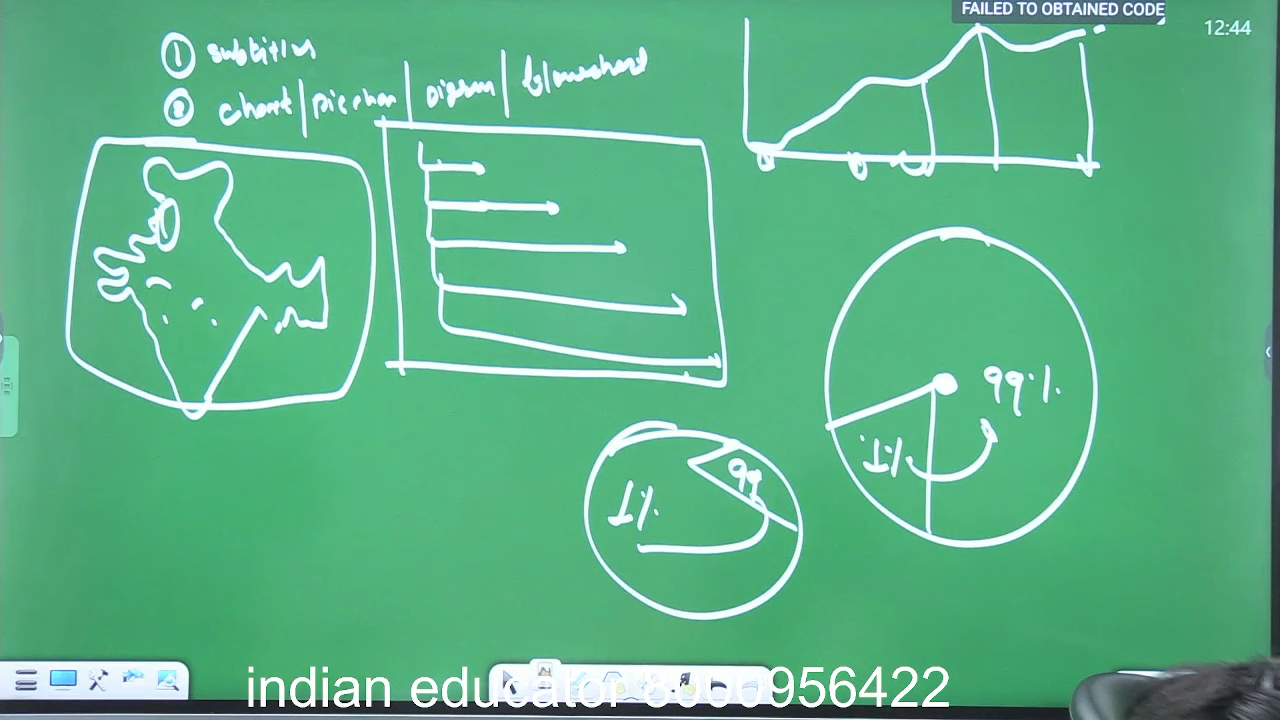 FAILED TO OBTAINED CODE
12:44
① subtitles
② chart / pie chart | Diagram | flowchart
99%
1%
99
1%
indian educator 8000956422